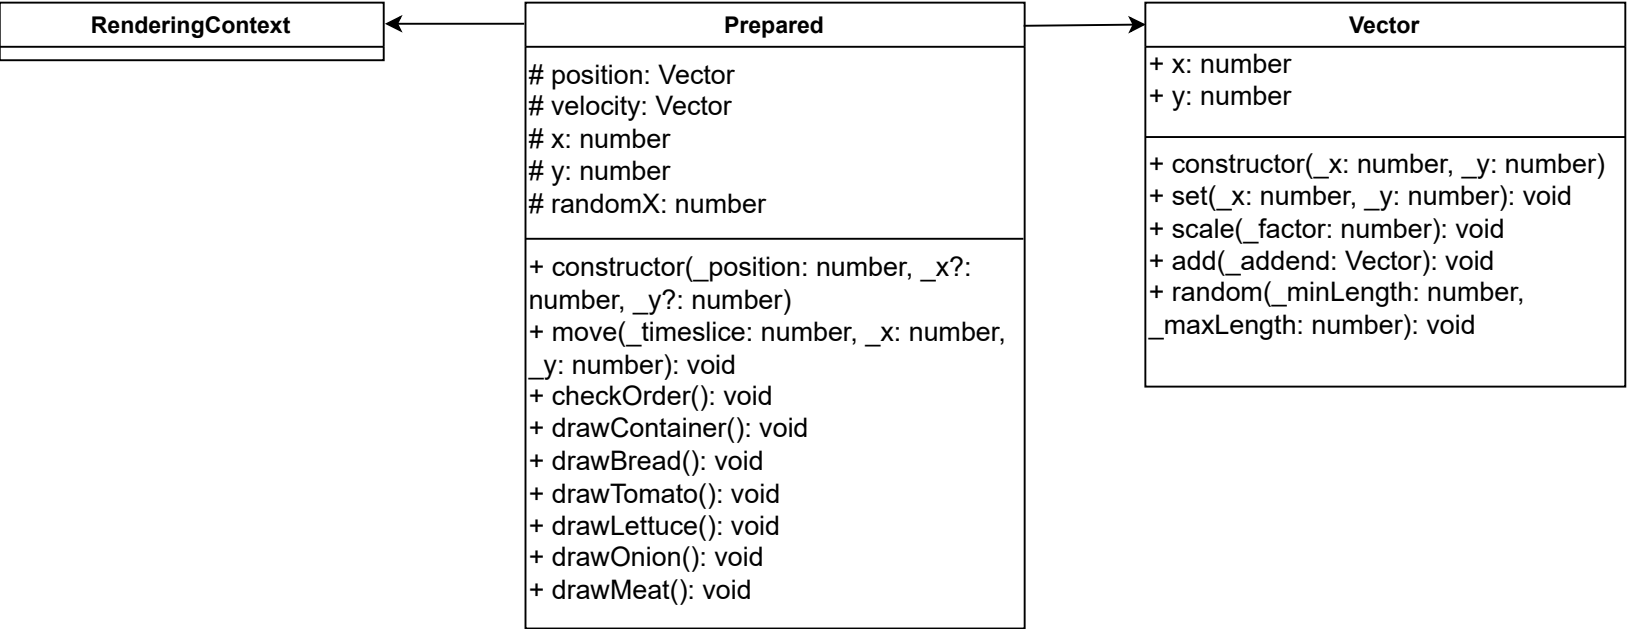 RenderingContext
Prepared
# position: Vector
# velocity: Vector
# x: number
# y: number
# randomX: number
+ constructor(_position: number, _x?:
number, _y?: number)
+ move(_timeslice: number, _x: number,
_y: number): void
+ checkOrder(): void
+ drawContainer(): void
+ drawBread(): void
+ drawTomato(): void
+ drawLettuce(): void
+ drawOnion(): void
+ drawMeat(): void
Vector
+ x: number
+ y: number
+ constructor(_x: number, _y: number)
+ set(_x: number, _y: number): void
+ scale(_factor: number): void
+ add(_addend: Vector): void
+ random(_minLength: number,
_maxLength: number): void